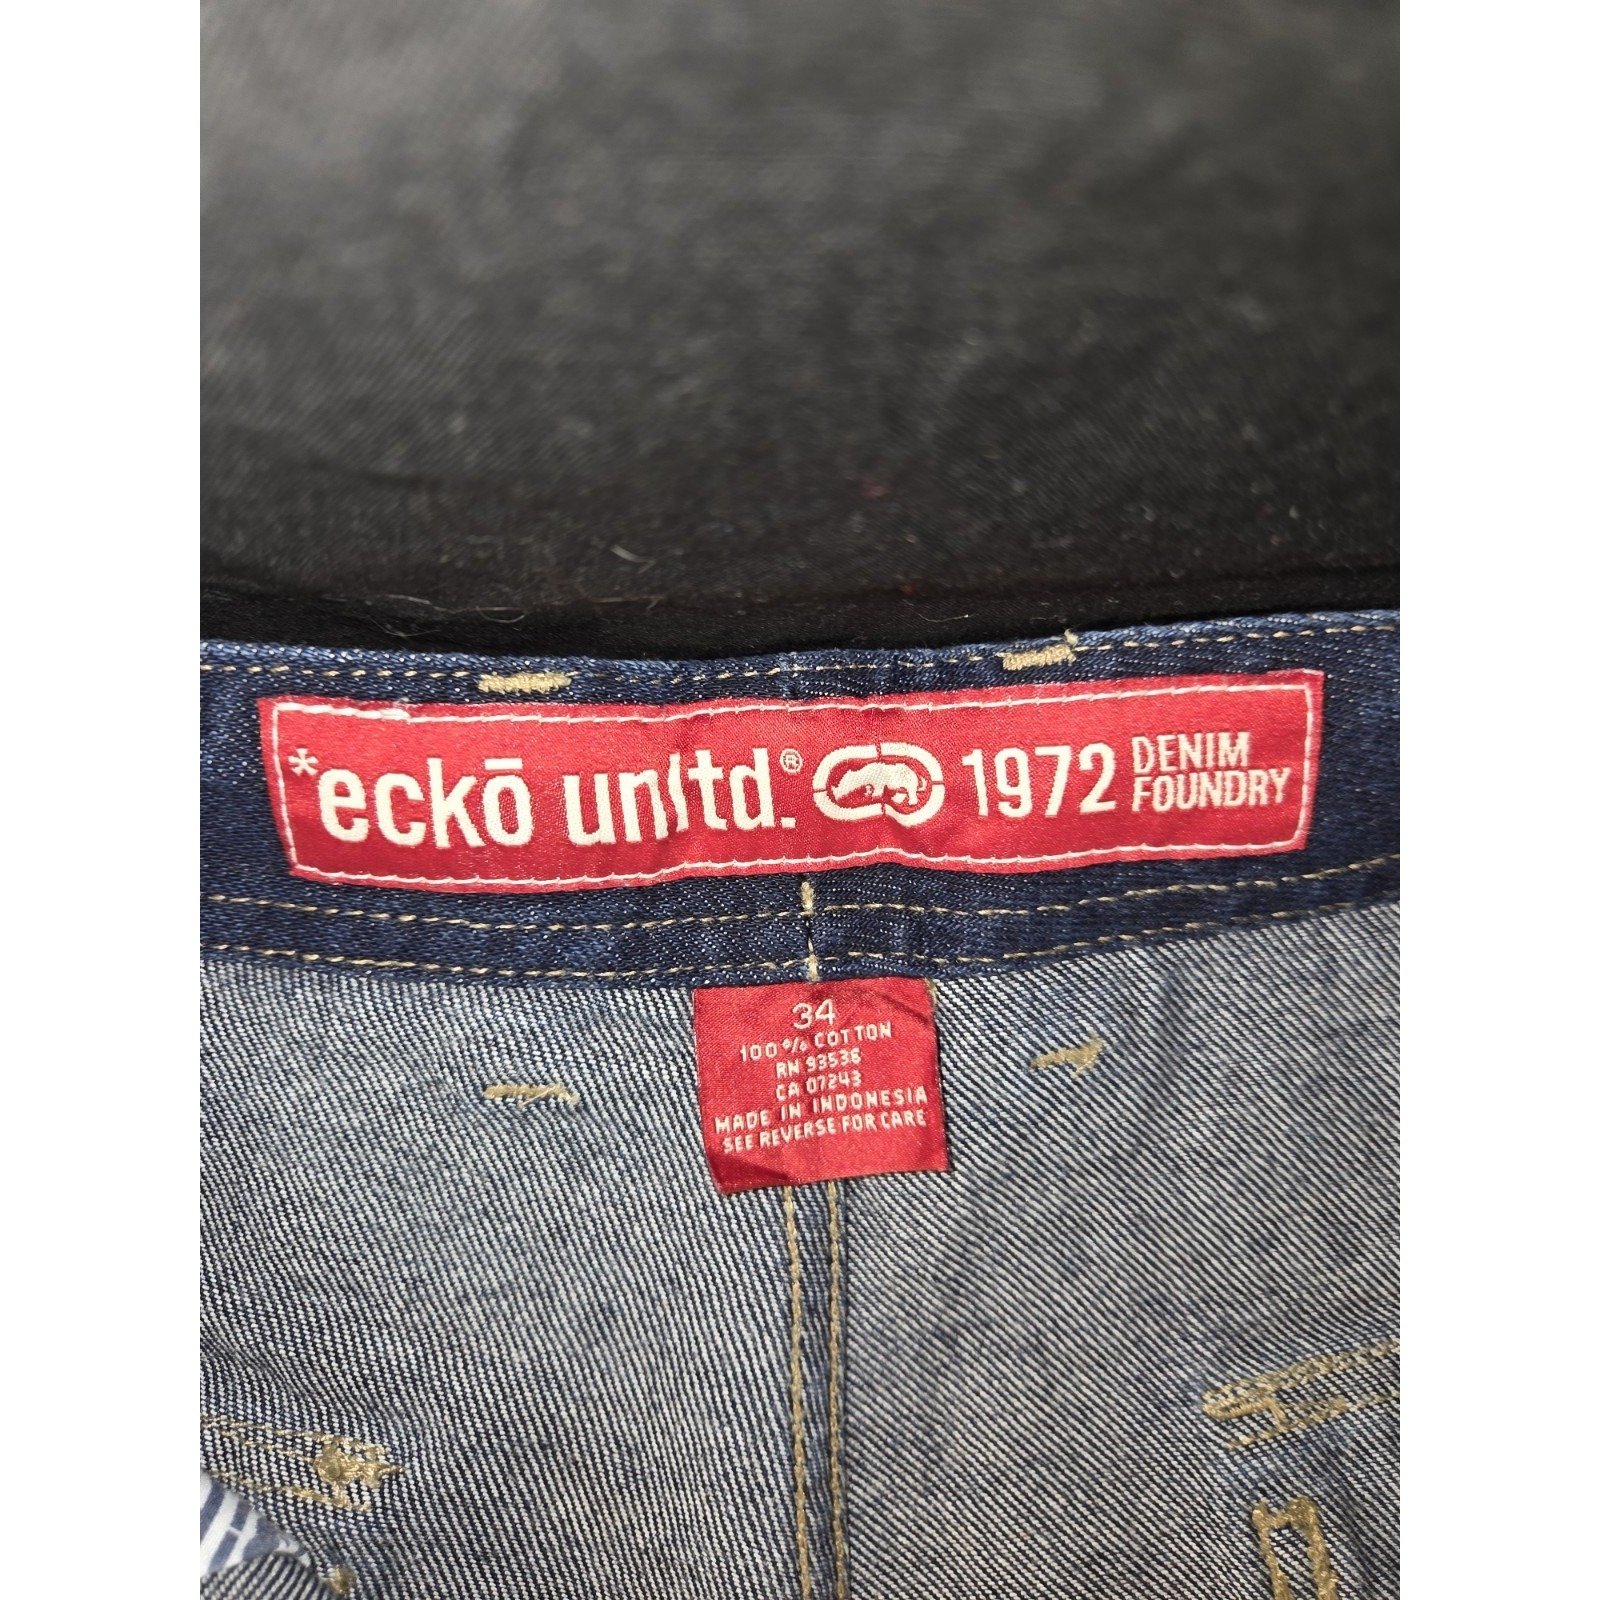 *eckō unltd.® 1972 DENIM FOUNDRY
34
100% COTTON
RN 93536
CA 07243
MADE IN INDONESIA
SEE REVERSE FOR CARE